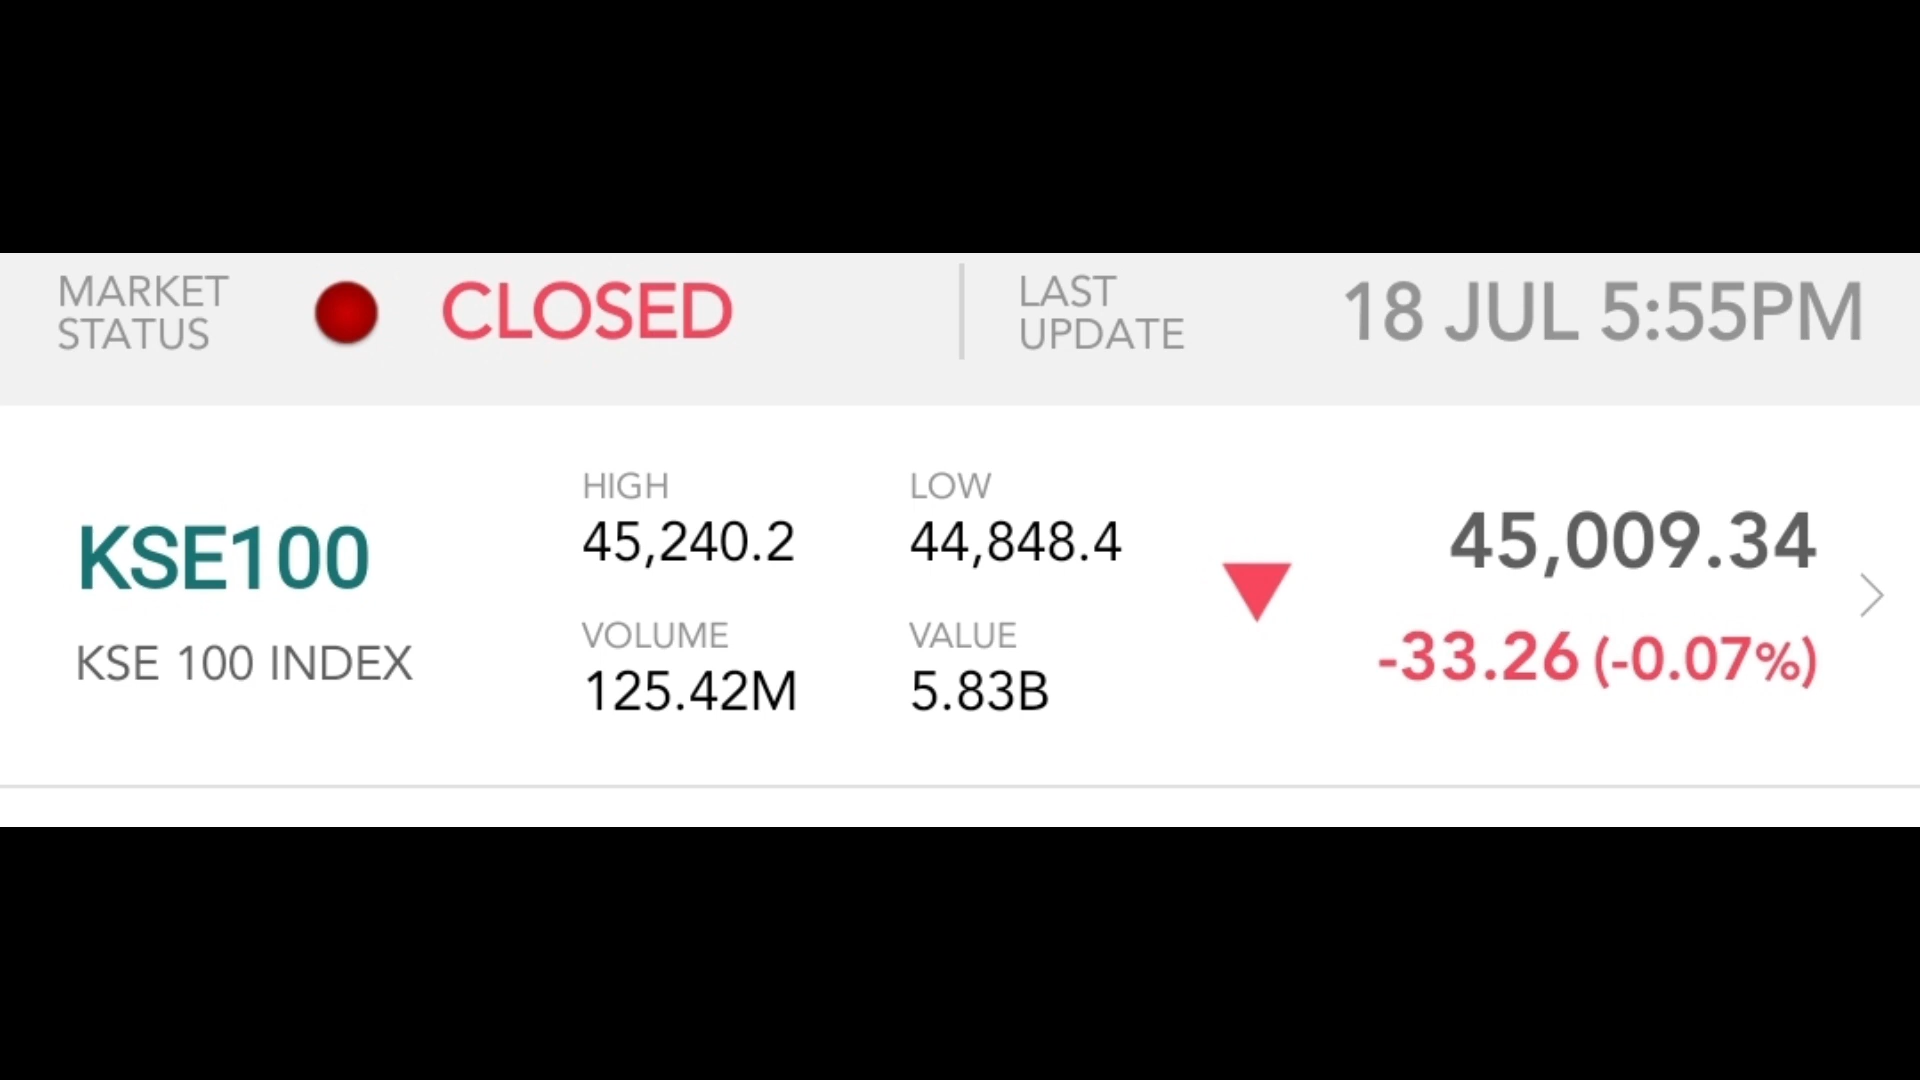 MARKET
STATUS
CLOSED
LAST
UPDATE
18 JUL 5:55PM
KSE100
KSE 100 INDEX
HIGH
45,240.2
LOW
44,848.4
VOLUME
125.42M
VALUE
5.83B
45,009.34
-33.26 (-0.07%)